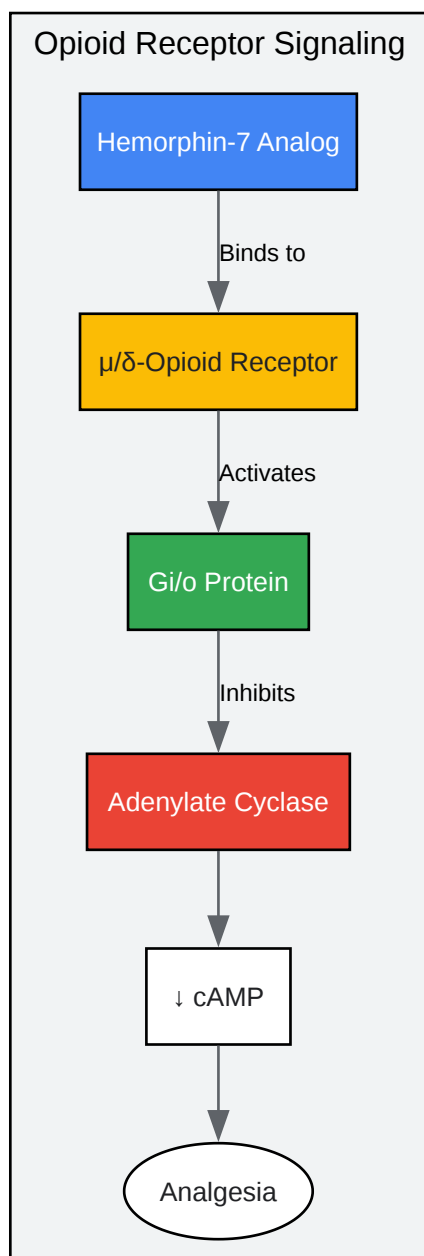 Opioid Receptor Signaling
Hemorphin-7 Analog
Binds to
μ/δ-Opioid Receptor
Activates
Gi/o Protein
Inhibits
Adenylate Cyclase
↓ cAMP
Analgesia